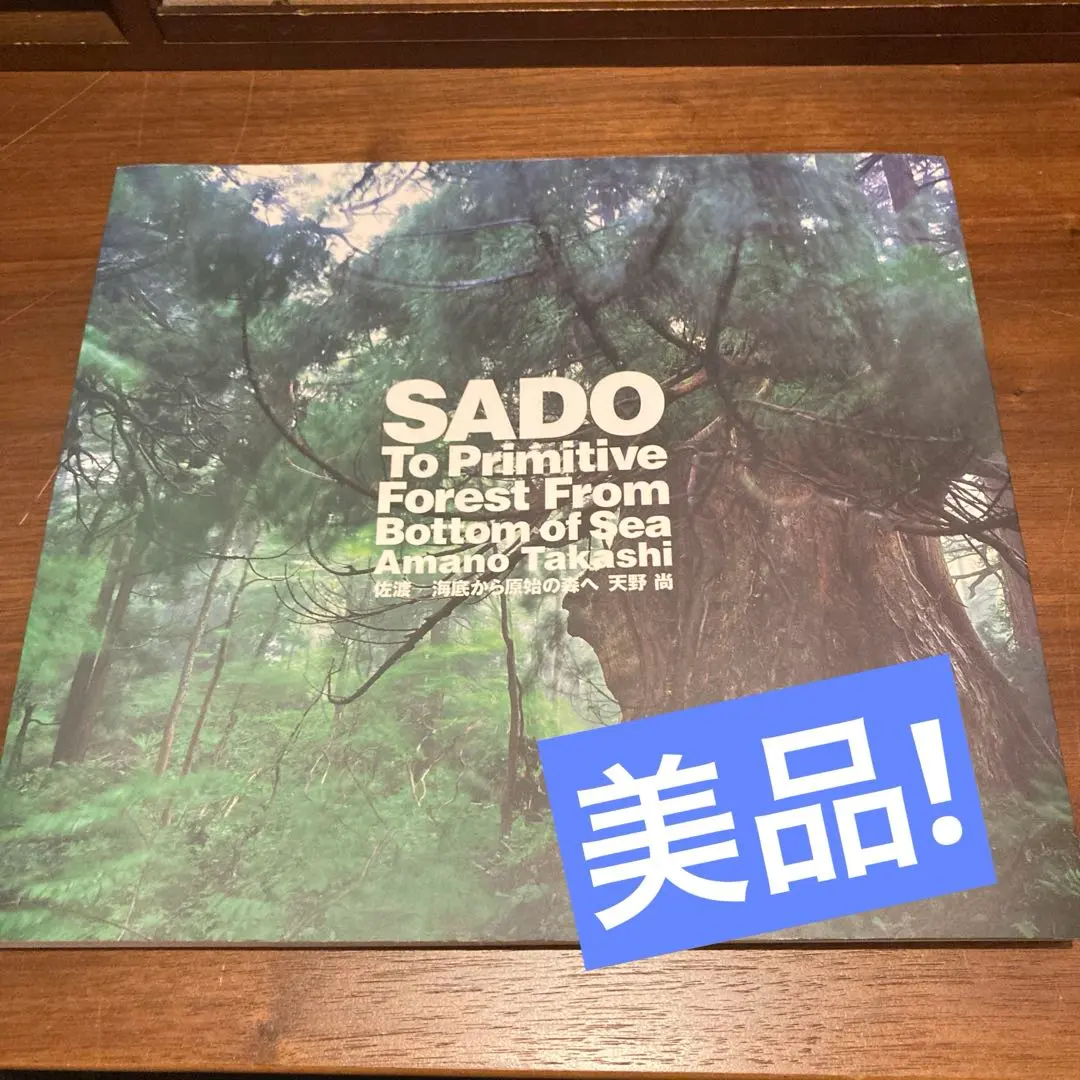 SADO
To Primitive
Forest From
Bottom of Sea
Amano Takashi
佐渡 海底から原始の森へ 天野 尚
美品!